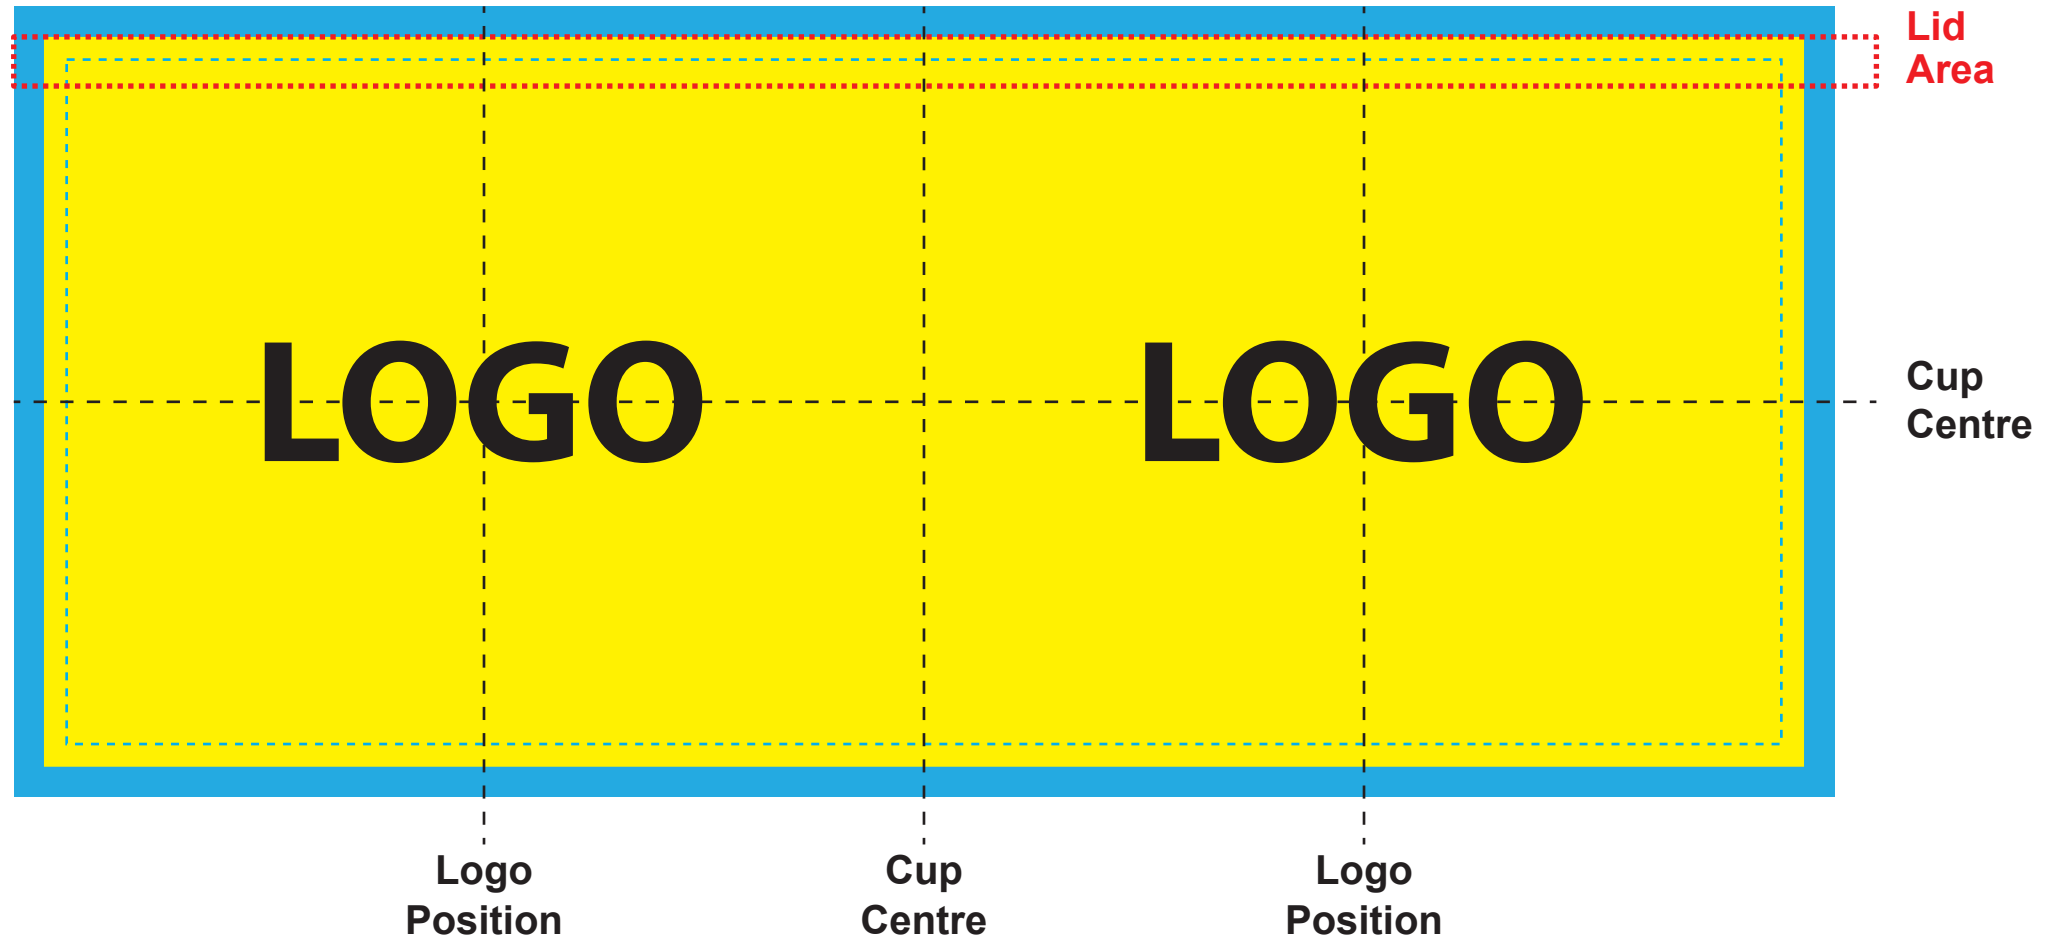 Lid
Area
LOGO LOGO
Cup
Centre
Logo Cup Logo
Position Centre Position